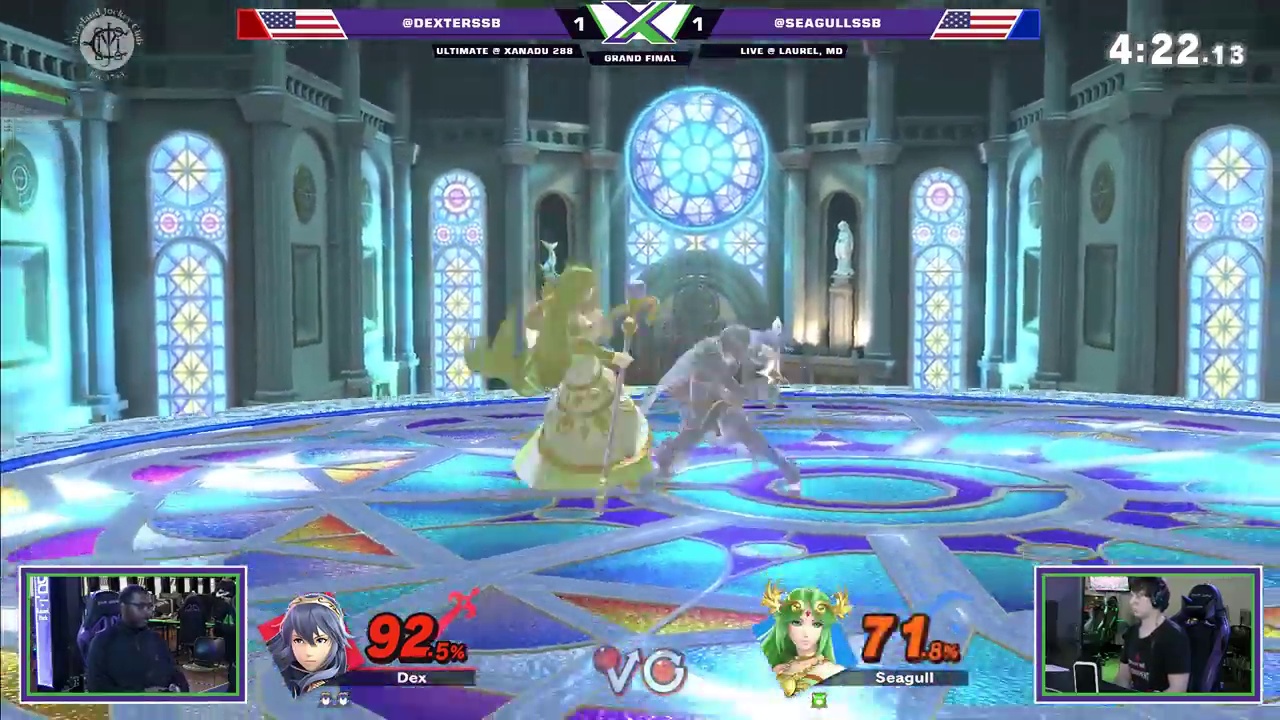 @DEXTERSSB 1 1 @SEAGULLSSB
ULTIMATE @ XANADU 288 GRAND FINAL LIVE @ LAUREL, MD
4:22.13
92.5%
71.8%
Dex
Seagull